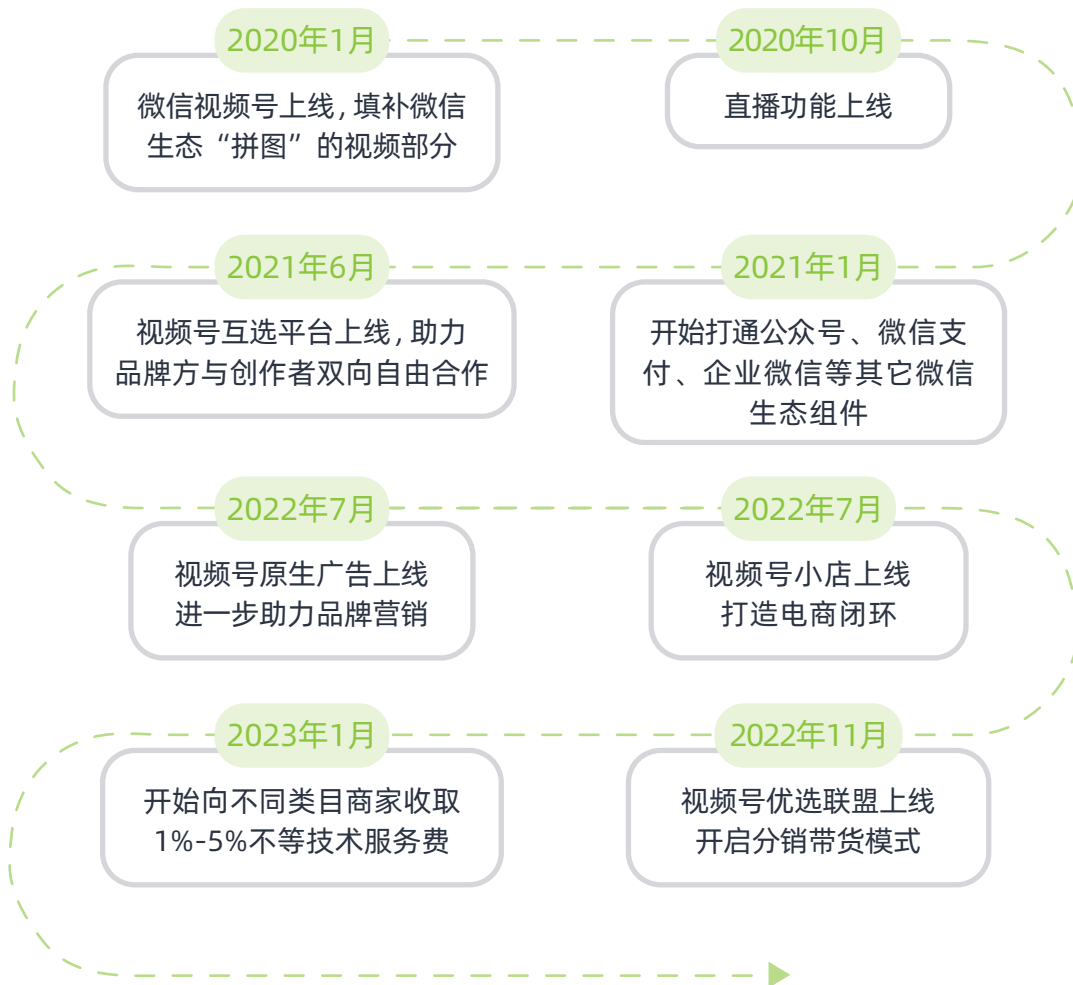 2020年1月
微信视频号上线，填补微信
生态“拼图”的视频部分
2020年10月
直播功能上线
2021年1月
开始打通公众号、微信支
付、企业微信等其它微信
生态组件
2021年6月
视频号互选平台上线，助力
品牌方与创作者双向自由合作
2022年7月
视频号原生广告上线
进一步助力品牌营销
2022年7月
视频号小店上线
打造电商闭环
2022年11月
视频号优选联盟上线
开启分销带货模式
2023年1月
开始向不同类目商家收取
1%-5%不等技术服务费